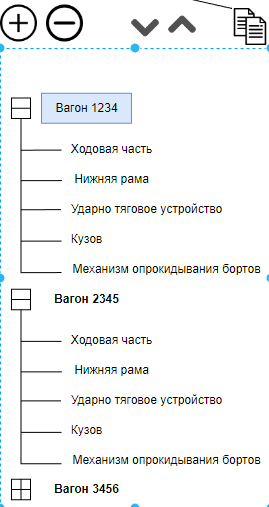 Вагон 1234
Ходовая часть
Нижняя рама
Ударно тяговое устройство
Кузов
Механизм опрокидывания бортов
Вагон 2345
Ходовая часть
Нижняя рама
Ударно тяговое устройство
Кузов
Механизм опрокидывания бортов
Вагон 3456